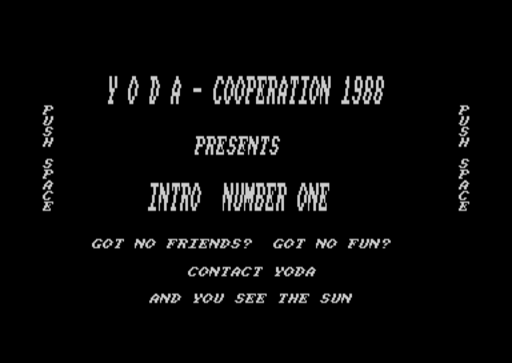 Y O D A - COOPERATION 1988
PRESENTS
INTRO NUMBER ONE
GOT NO FRIENDS? GOT NO FUN?
CONTACT YODA
AND YOU SEE THE SUN
PUSH SPACE
PUSH SPACE